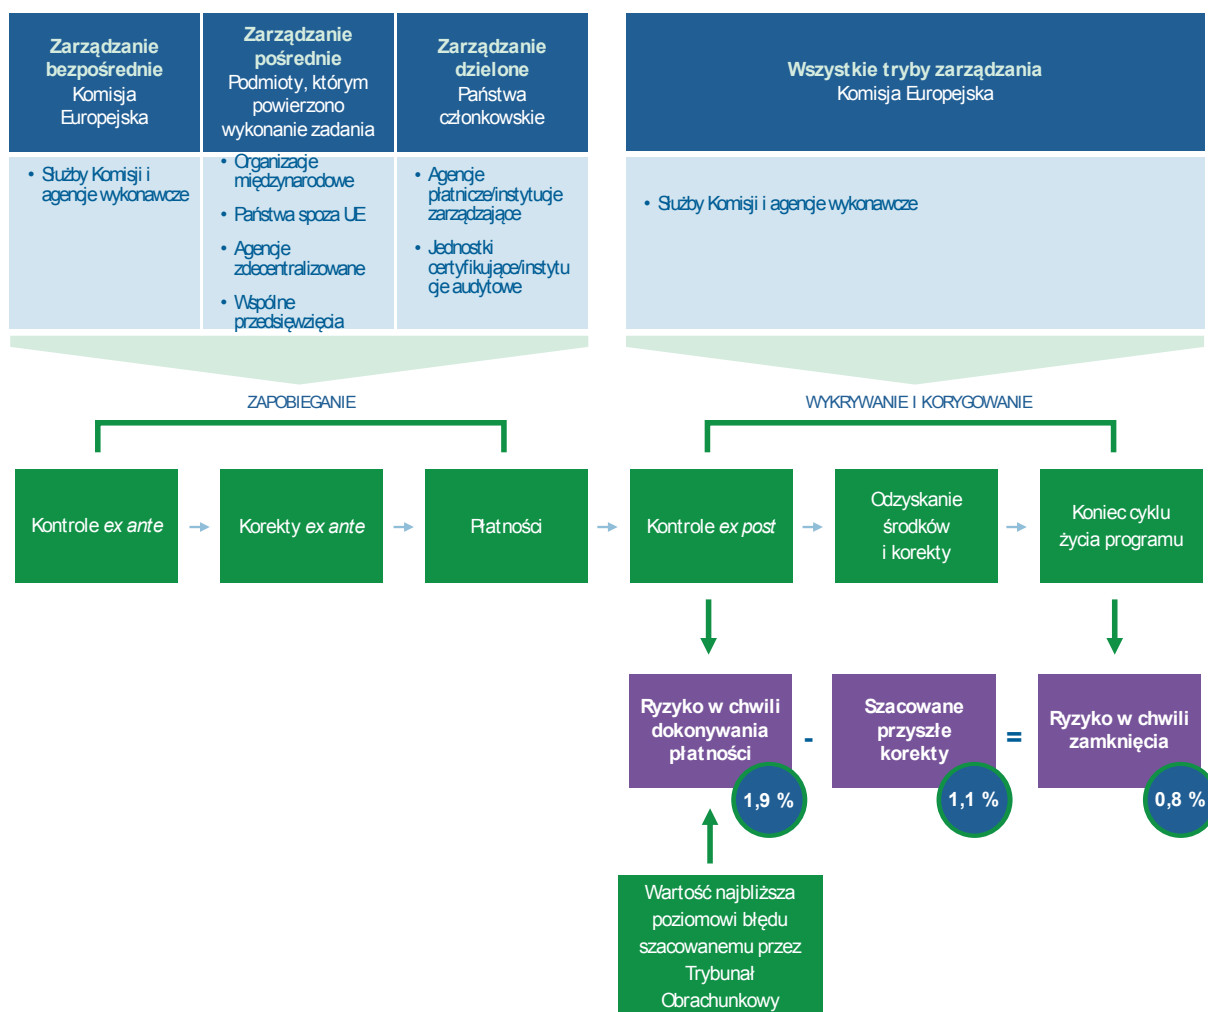 Zarządzanie
bezpośrednie
Komisja
Europejska
Zarządzanie
pośrednie
Podmioty, którym
powierzono
wykonanie zadania
Zarządzanie
dzielone
Państwa
członkowskie
Wszystkie tryby zarządzania
Komisja Europejska
• Służby Komisji i
agencje wykonawcze
• Organizacje
międzynarodowe
• Państwa spoza UE
• Agencje
zdecentralizowane
• Wspólne
przedsięwzięcia
• Agencje
płatnicze/instytucje
zarządzające
• Jednostki
certyfikujące/instytu
cje audytowe
• Służby Komisji i agencje wykonawcze
ZAPOBIEGANIE
WYKRYWANIE I KORYGOWANIE
Kontrole ex ante
Korekty ex ante
Płatności
Kontrole ex post
Odzyskanie
środków
i korekty
Koniec cyklu
życia programu
Ryzyko w chwili
dokonywania
płatności
1,9 %
-
Szacowane
przyszłe
korekty
1,1 %
=
Ryzyko w chwili
zamknięcia
0,8 %
Wartość najbliższa
poziomowi błędu
szacowanemu przez
Trybunał
Obrachunkowy